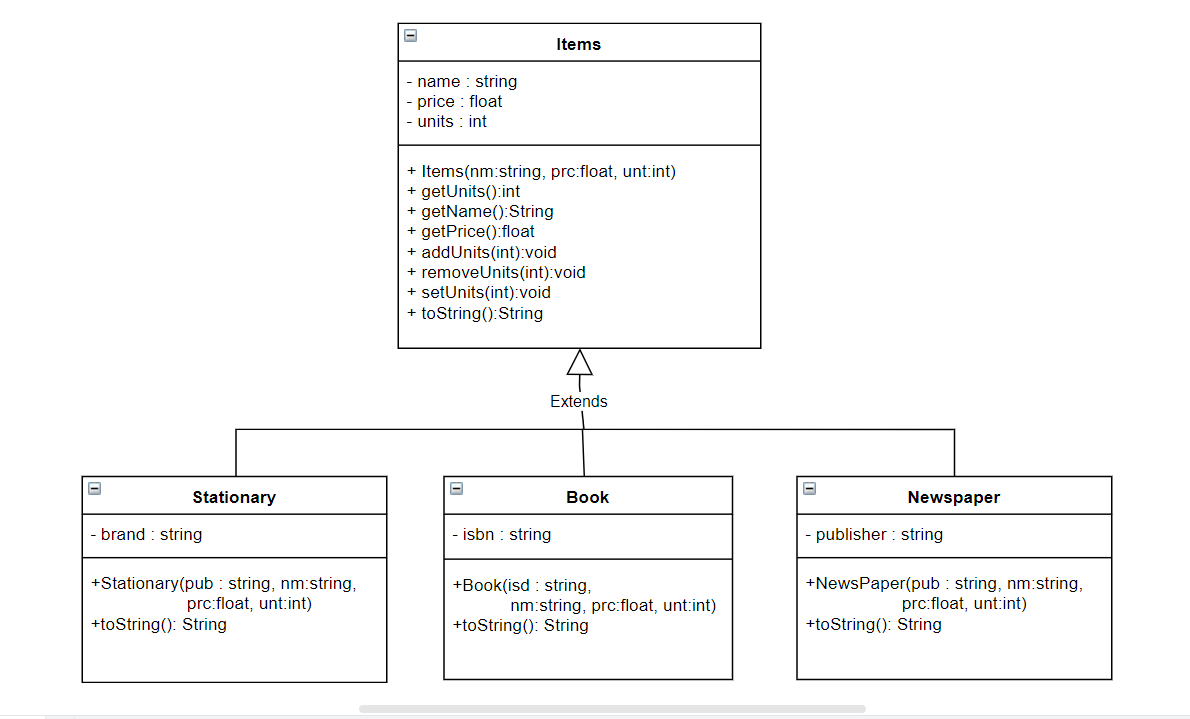 Items
- name : string
- price : float
- units : int
+ Items(nm:string, prc:float, unt:int)
+ getUnits():int
+ getName():String
+ getPrice():float
+ addUnits(int):void
+ removeUnits(int):void
+ setUnits(int):void
+ toString():String
Extends
Stationary
- brand : string
+Stationary(pub : string, nm:string,
prc:float, unt:int)
+toString(): String
Book
- isbn : string
+Book(isd : string,
nm:string, prc:float, unt:int)
+toString(): String
Newspaper
- publisher : string
+NewsPaper(pub : string, nm:string,
prc:float, unt:int)
+toString(): String